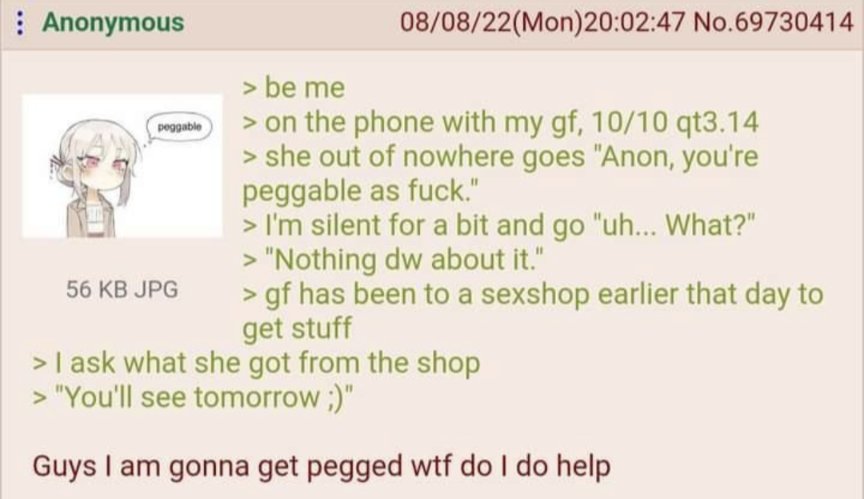 Anonymous 08/08/22(Mon)20:02:47 No.69730414
peggable
56 KB JPG
> be me
> on the phone with my gf, 10/10 qt3.14
> she out of nowhere goes "Anon, you're
peggable as fuck."
> I'm silent for a bit and go "uh... What?"
> "Nothing dw about it."
> gf has been to a sexshop earlier that day to
get stuff
> I ask what she got from the shop
> "You'll see tomorrow ;)"
Guys I am gonna get pegged wtf do I do help